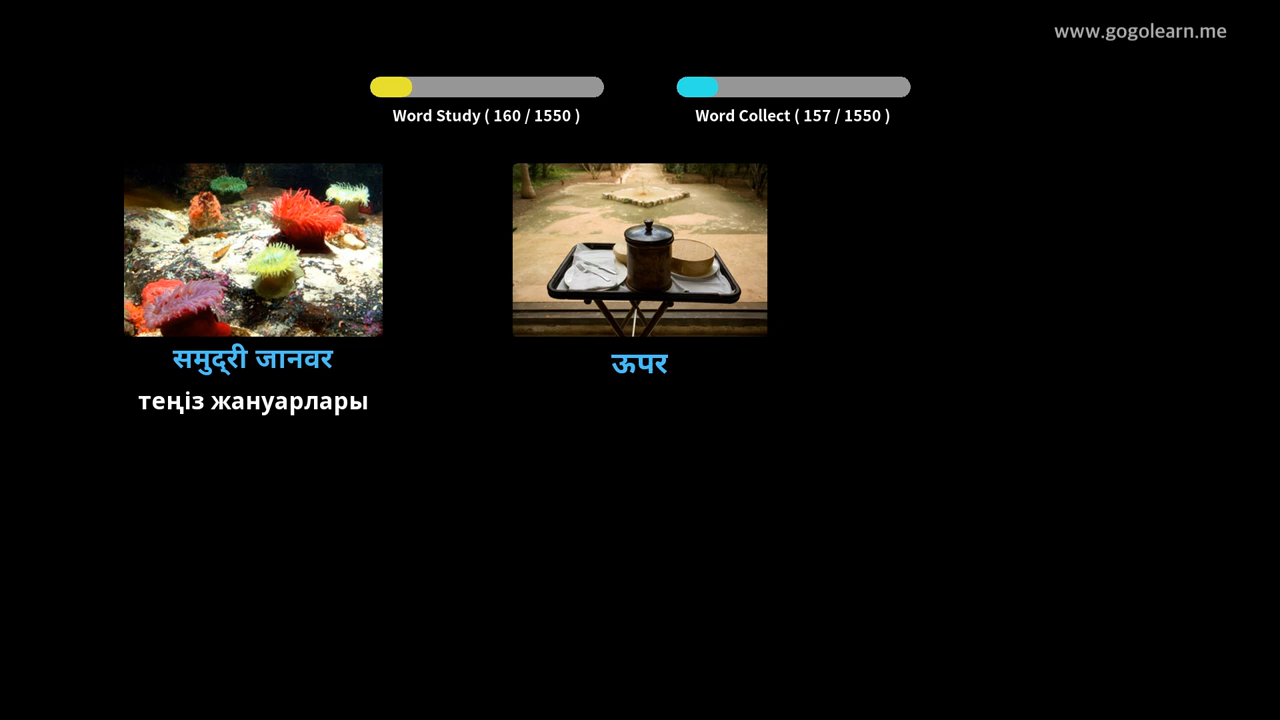 www.gogolearn.me
Word Study ( 160 / 1550 )
Word Collect ( 157 / 1550 )
समुद्री जानवर
теңіз жануарлары
ऊपर